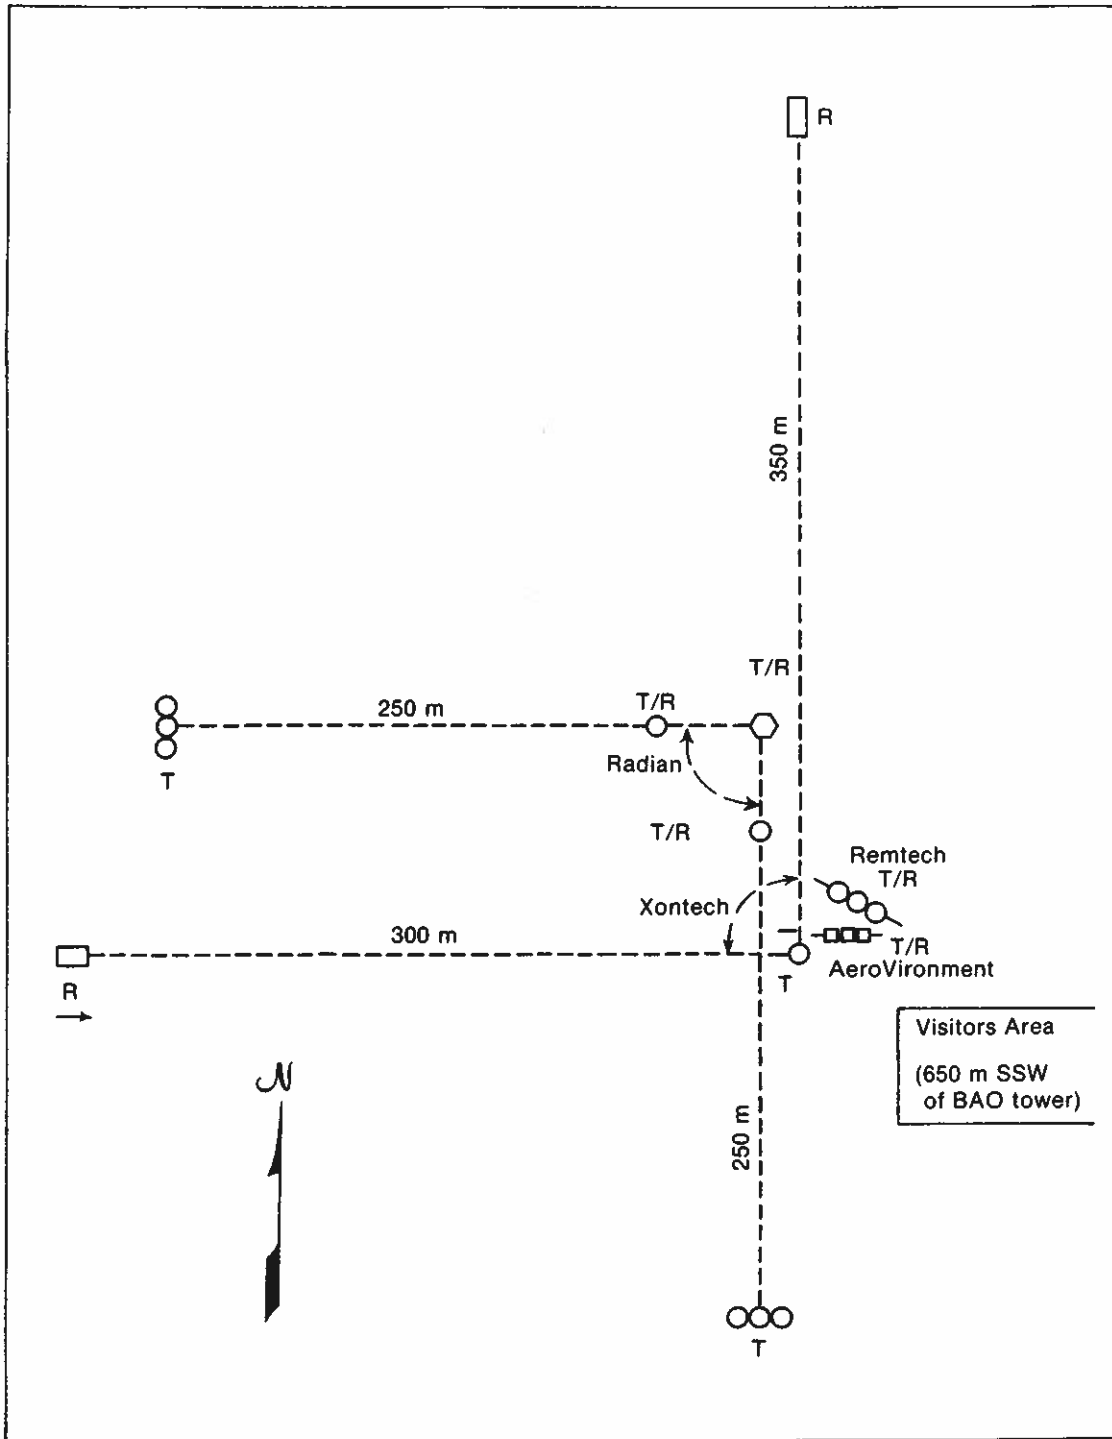 R
350 m
T/R
T/R
250 m
T
Radian
T/R
Remtech
T/R
Xontech
300 m
T/R
AeroVironment
T
R
Visitors Area
(650 m SSW
of BAO tower)
N
250 m
T